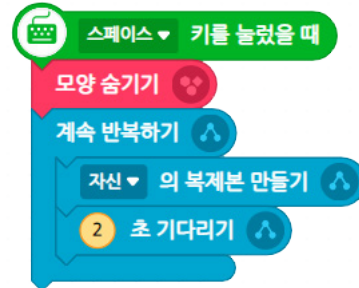 스페이스 키를 눌렀을 때
모양 숨기기
계속 반복하기
자신 의 복제본 만들기
2 초 기다리기